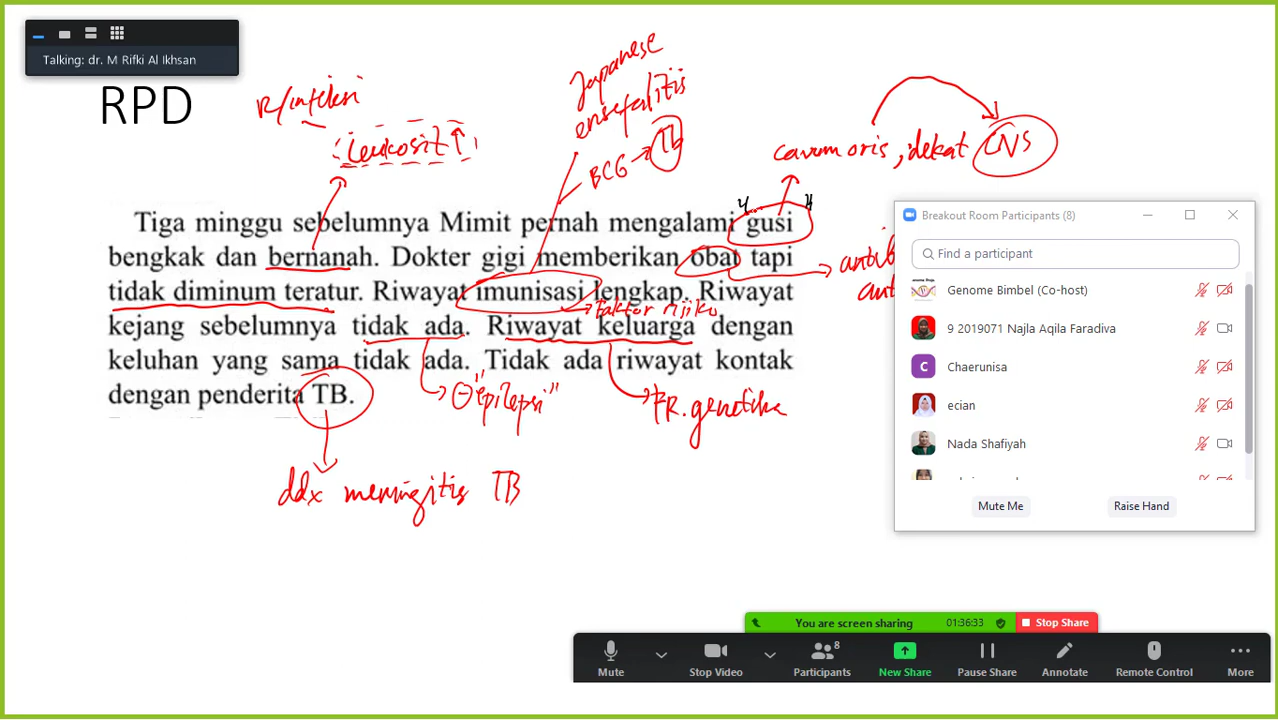 Talking: dr. M Rifki Al Ikhsan
RPD
R/infeksi
Leukosit ↑
Japanese
ensefalitis
BCG → Tb
cavum oris, dekat CNS
Tiga minggu sebelumnya Mimit pernah mengalami gusi
bengkak dan bernanah. Dokter gigi memberikan obat tapi
tidak diminum teratur. Riwayat imunisasi lengkap. Riwayat
faktor risiko
kejang sebelumnya tidak ada. Riwayat keluarga dengan
keluhan yang sama tidak ada. Tidak ada riwayat kontak
dengan penderita TB.
⊖ "epilepsi"
FR. genetika
ddx meningitis TB
Breakout Room Participants (8)
Find a participant
Genome Bimbel (Co-host)
9 2019071 Najla Aqila Faradiva
C Chaerunisa
ecian
Nada Shafiyah
Mute Me Raise Hand
You are screen sharing 01:36:33 Stop Share
8
Mute Stop Video Participants New Share Pause Share Annotate Remote Control More